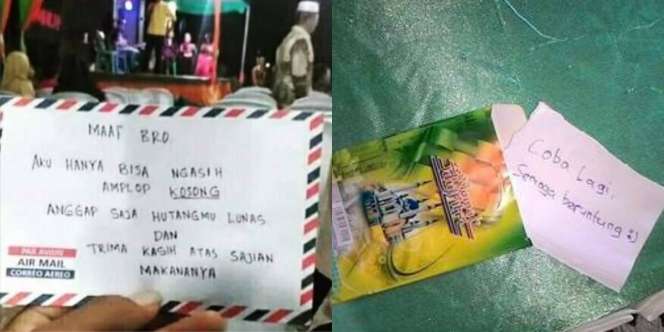 MAAF BRO.
AKU HANYA BISA NGASIH
AMPLOP KOSONG
ANGGAP SAJA HUTANGMU LUNAS
DAN
TRIMA KASIH ATAS SAJIAN
MAKANANYA
PAR AVION
AIR MAIL
CORREO AEREO
Coba Lagi,
Semoga beruntung :)